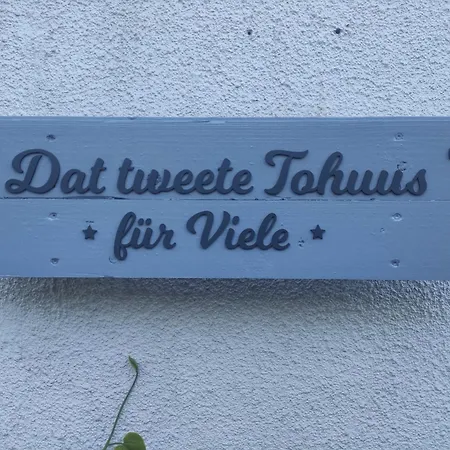 Dat tweete Tohuus
für Viele